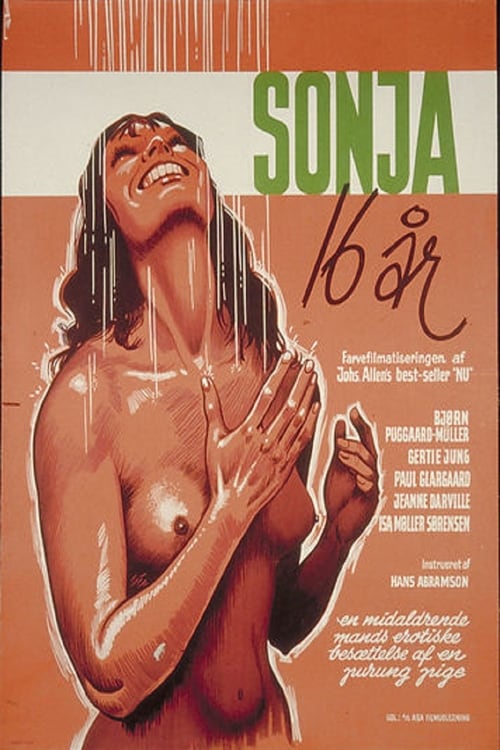 SONJA
16 år
Farvefilmatiseringen af
Johs. Allen's best-seller "NU"
BJØRN
PUGGAARD-MÜLLER
GERTIE JUNG
PAUL GLARGAARD
JEANNE DARVILLE
ISA MØLLER SØRENSEN
Instrueret af
HANS ABRAMSON
en midaldrende
mands erotiske
besættelse af en
purung pige